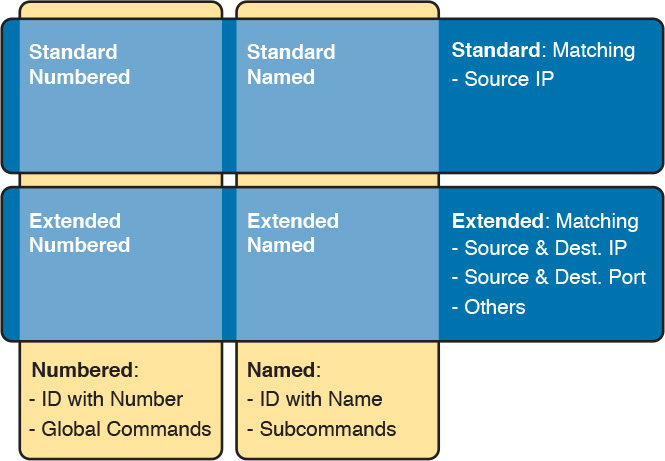 Standard
Numbered
Standard
Named
Standard: Matching
- Source IP
Extended
Numbered
Extended
Named
Extended: Matching
- Source & Dest. IP
- Source & Dest. Port
- Others
Numbered:
- ID with Number
- Global Commands
Named:
- ID with Name
- Subcommands